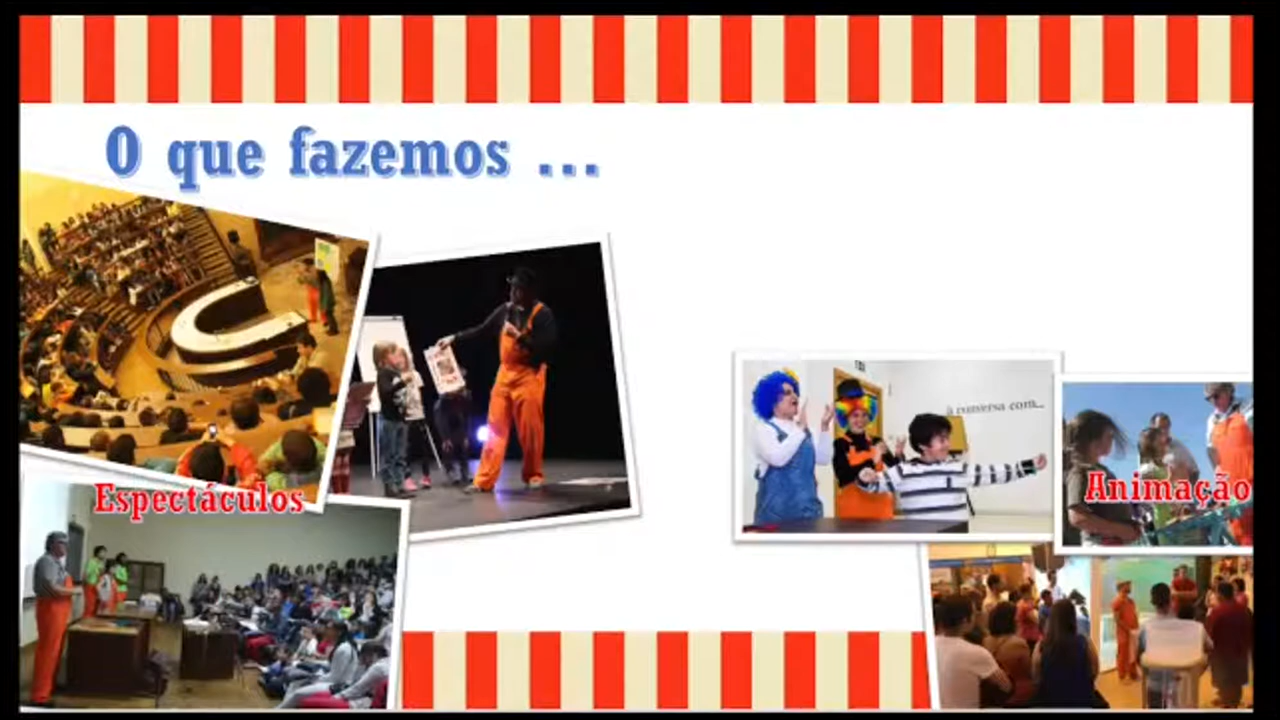 O que fazemos ...
à conversa com...
Animação
Espectáculos